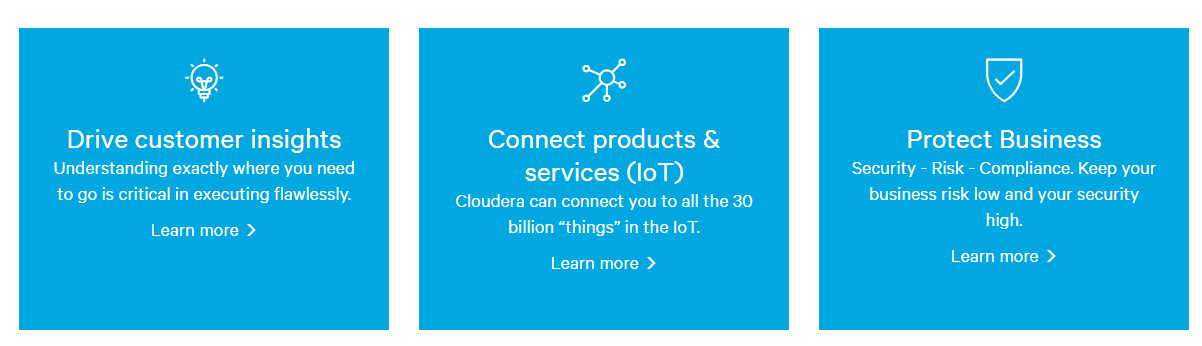 Drive customer insights
Understanding exactly where you need
to go is critical in executing flawlessly.
Learn more
Connect products &
services (IoT)
Cloudera can connect you to all the 30
billion “things” in the IoT.
Learn more
Protect Business
Security - Risk - Compliance. Keep your
business risk low and your security
high.
Learn more